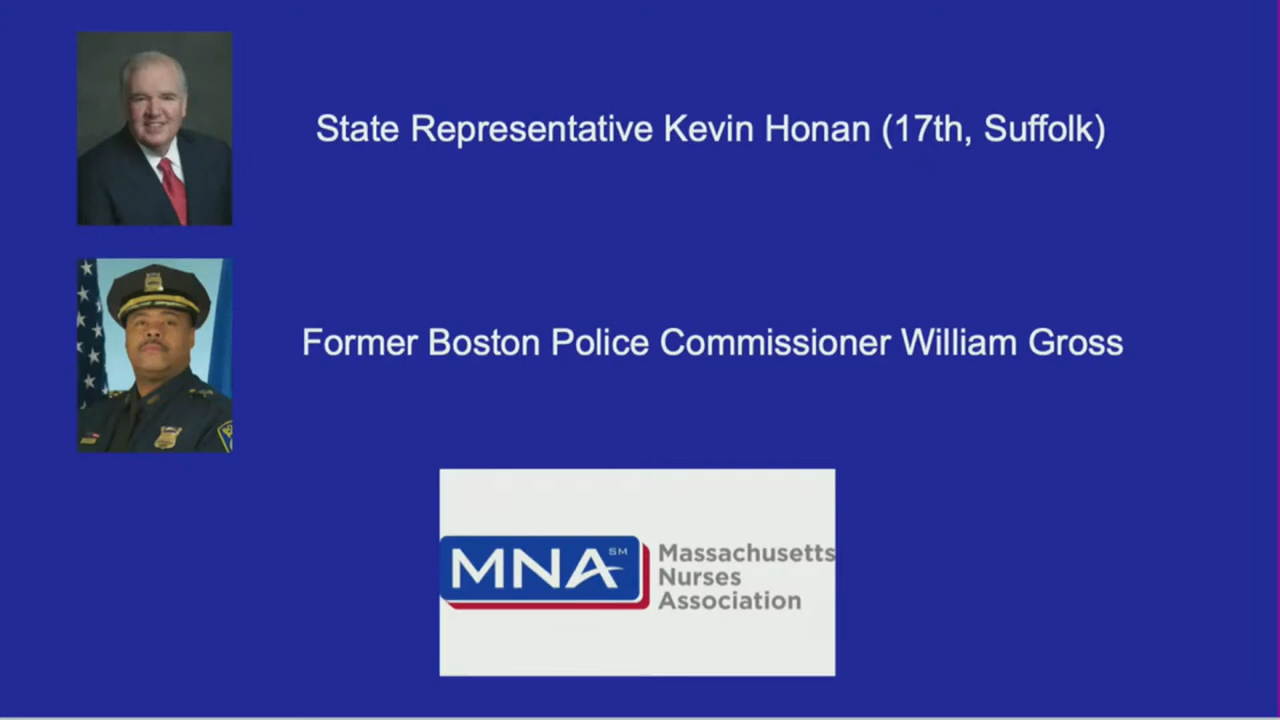 State Representative Kevin Honan (17th, Suffolk)
Former Boston Police Commissioner William Gross
MNA SM
Massachusetts
Nurses
Association